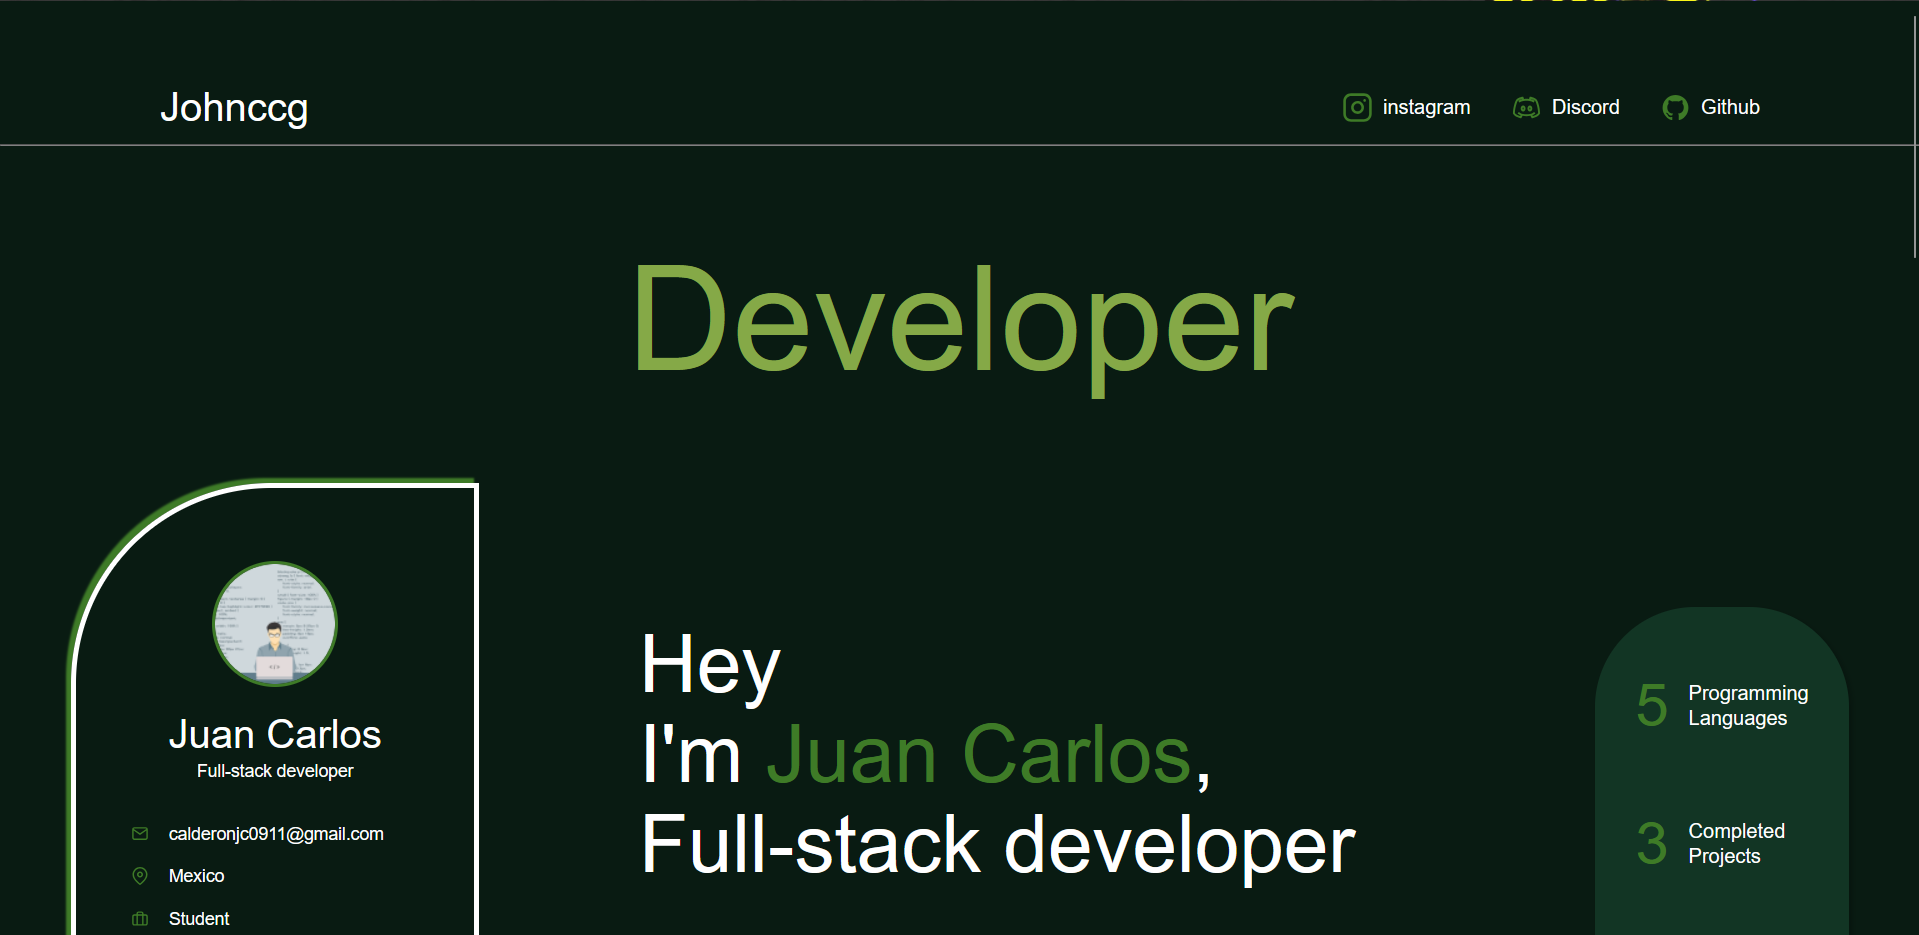 Johnccg
instagram
Discord
Github
Developer
Juan Carlos
Full-stack developer
calderonjc0911@gmail.com
Mexico
Student
Hey
I'm Juan Carlos,
Full-stack developer
5 Programming
Languages
3 Completed
Projects